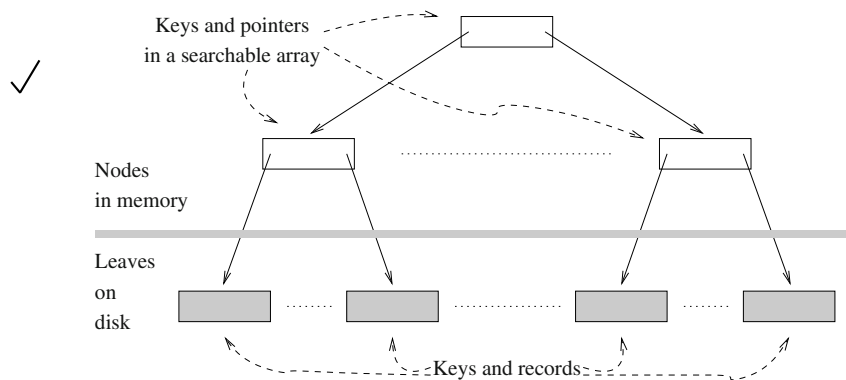 Keys and pointers
in a searchable array
Nodes
in memory
Leaves
on
disk
Keys and records